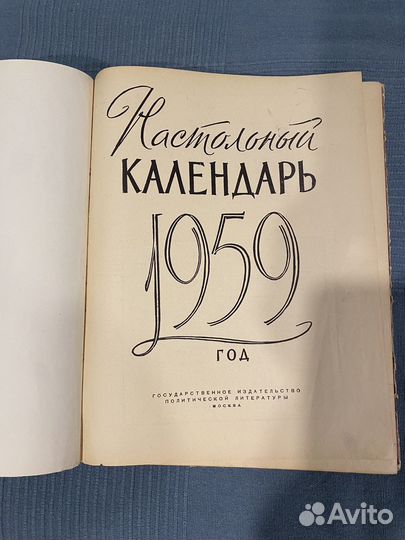 Настольный
КАЛЕНДАРЬ
1959
ГОД
ГОСУДАРСТВЕННОЕ ИЗДАТЕЛЬСТВО
ПОЛИТИЧЕСКОЙ ЛИТЕРАТУРЫ
МОСКВА
Avito